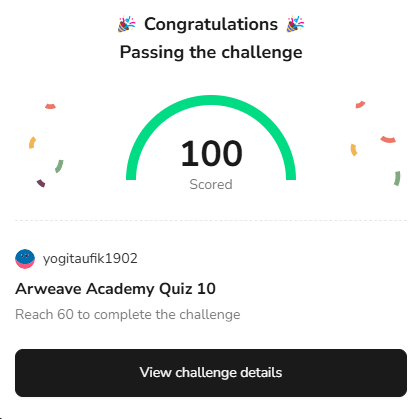 🎉 Congratulations 🎉
Passing the challenge
100
Scored
yogitaufik1902
Arweave Academy Quiz 10
Reach 60 to complete the challenge
View challenge details